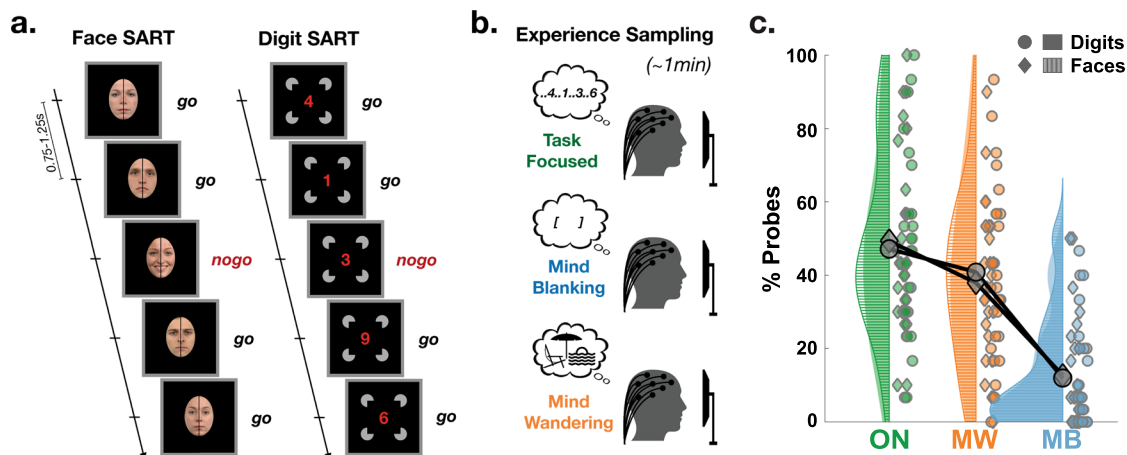 a.
Face SART
Digit SART
0.75-1.25s
go
go
nogo
go
go
4
go
1
go
3
nogo
9
go
6
go
b.
Experience Sampling
(~1min)
..4..1..3..6
Task
Focused
[ ]
Mind
Blanking
Mind
Wandering
c.
Digits
Faces
% Probes
100
80
60
40
20
0
ON
MW
MB